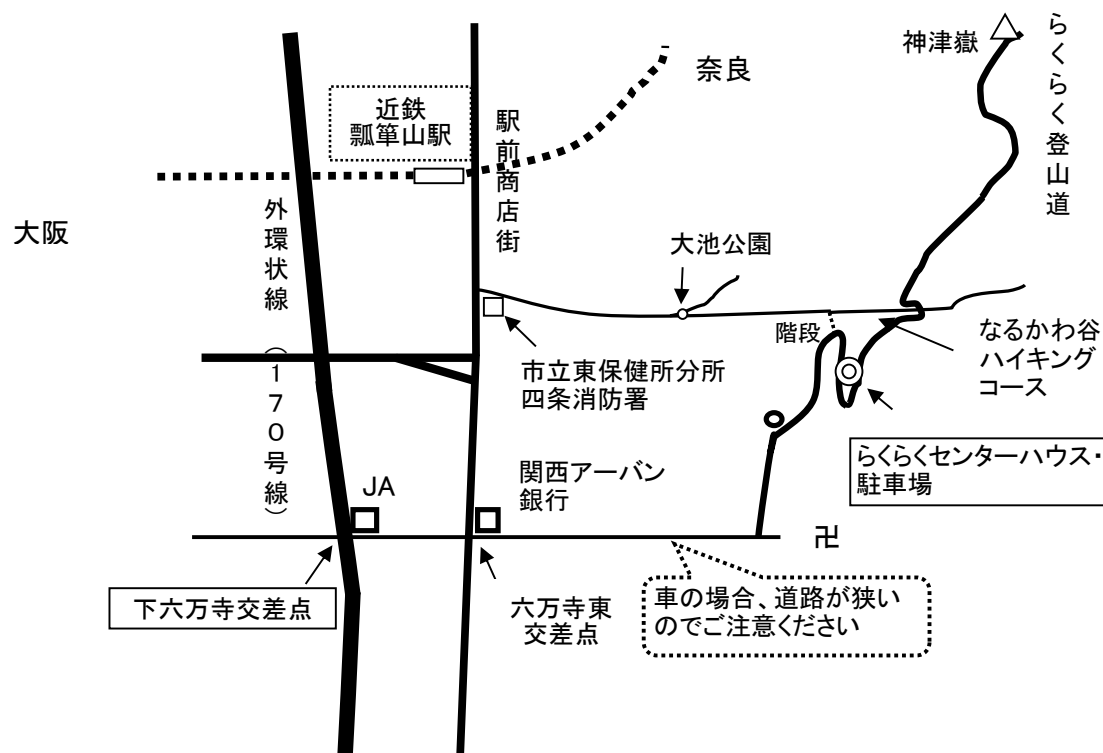 神津嶽
らくらく登山道
奈良
近鉄
瓢箪山駅
駅前商店街
大阪
外環状線（１７０号線）
大池公園
階段
なるかわ谷
ハイキング
コース
市立東保健所分所
四条消防署
らくらくセンターハウス・
駐車場
関西アーバン
銀行
JA
卍
下六万寺交差点
六万寺東
交差点
車の場合、道路が狭い
のでご注意ください